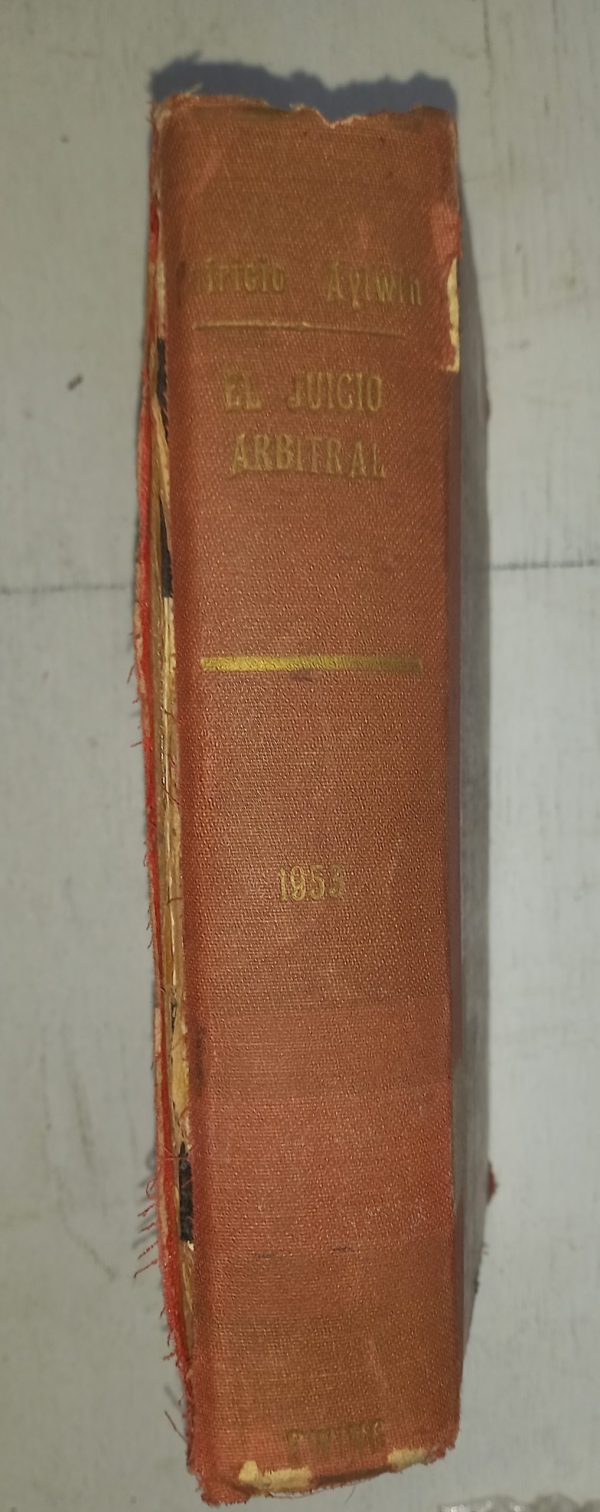 Aylwin
EL JUICIO
ARBITRAL
1953